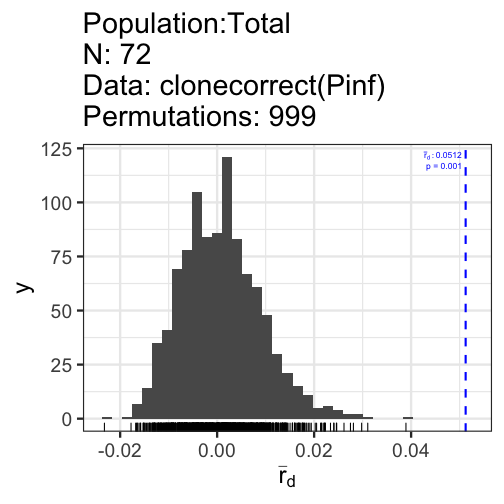 Population:Total
N: 72
Data: clonecorrect(Pinf)
Permutations: 999
125
100
75
50
25
0
y
r̄d: 0.0512
p = 0.001
-0.02 0.00 0.02 0.04
r̄d